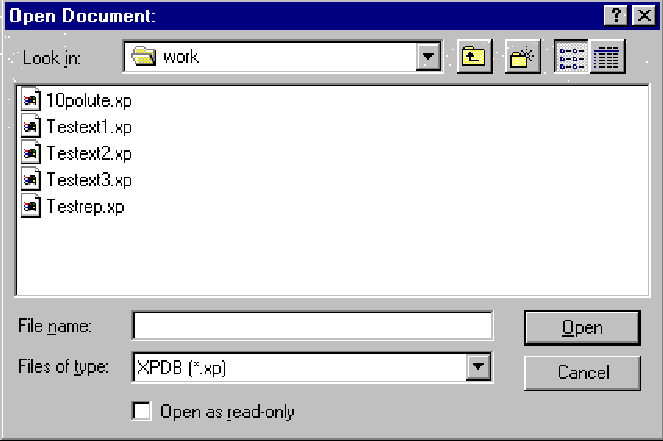 Open Document:
Look in: work
10polute.xp
Testext1.xp
Testext2.xp
Testext3.xp
Testrep.xp
File name: Open
Files of type: XPDB (*.xp) Cancel
Open as read-only